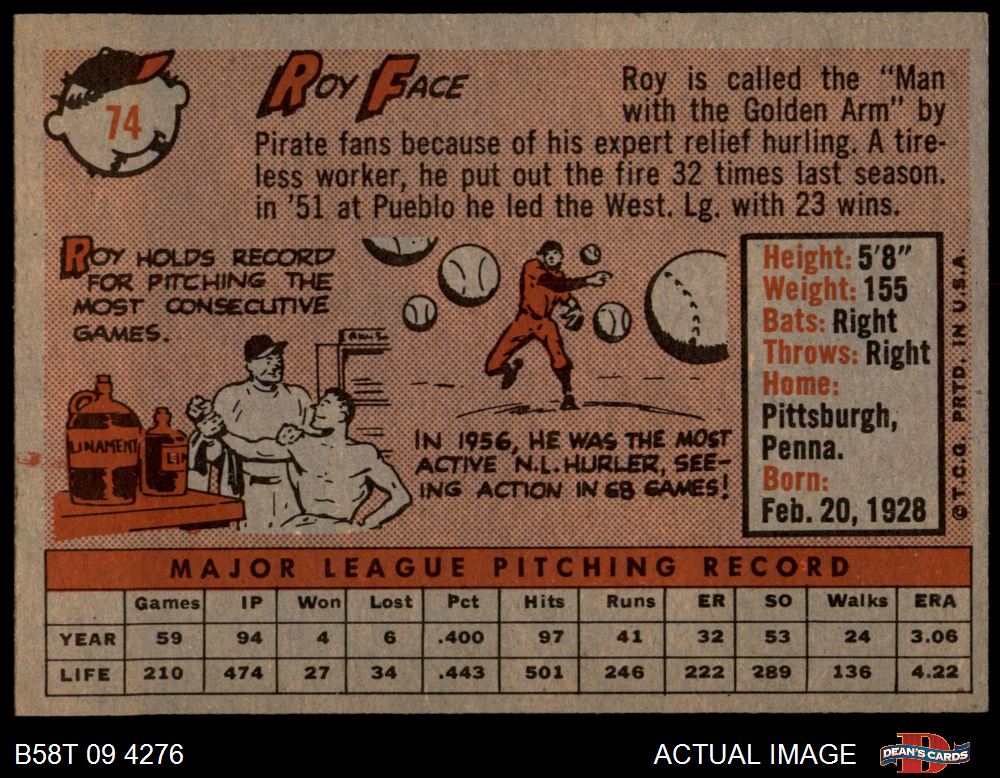 74
ROY FACE
Roy is called the “Man
with the Golden Arm” by
Pirate fans because of his expert relief hurling. A tire-
less worker, he put out the fire 32 times last season.
in '51 at Pueblo he led the West. Lg. with 23 wins.
ROY HOLDS RECORD
FOR PITCHING THE
MOST CONSECUTIVE
GAMES.
LINAMENT
LIN
IN 1956, HE WAS THE MOST
ACTIVE N.L. HURLER, SEE-
ING ACTION IN 68 GAMES!
Height: 5'8”
Weight: 155
Bats: Right
Throws: Right
Home:
Pittsburgh,
Penna.
Born:
Feb. 20, 1928
© T.C.G. PRTD. IN U.S.A.
MAJOR LEAGUE PITCHING RECORD
Games IP Won Lost Pct Hits Runs ER SO Walks ERA
YEAR 59 94 4 6 .400 97 41 32 53 24 3.06
LIFE 210 474 27 34 .443 501 246 222 289 136 4.22
B58T 09 4276
ACTUAL IMAGE
DEAN'S CARDS